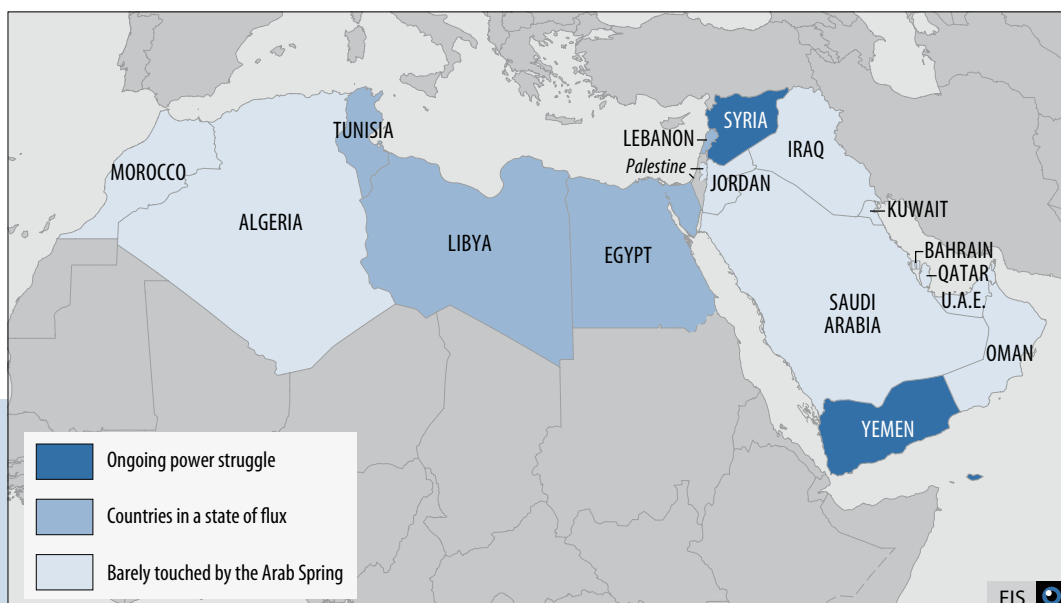 TUNISIA
SYRIA
LEBANON
IRAQ
Palestine
MOROCCO
JORDAN
ALGERIA
KUWAIT
LIBYA
EGYPT
BAHRAIN
QATAR
U.A.E.
SAUDI
ARABIA
OMAN
YEMEN
Ongoing power struggle
Countries in a state of flux
Barely touched by the Arab Spring
FIS